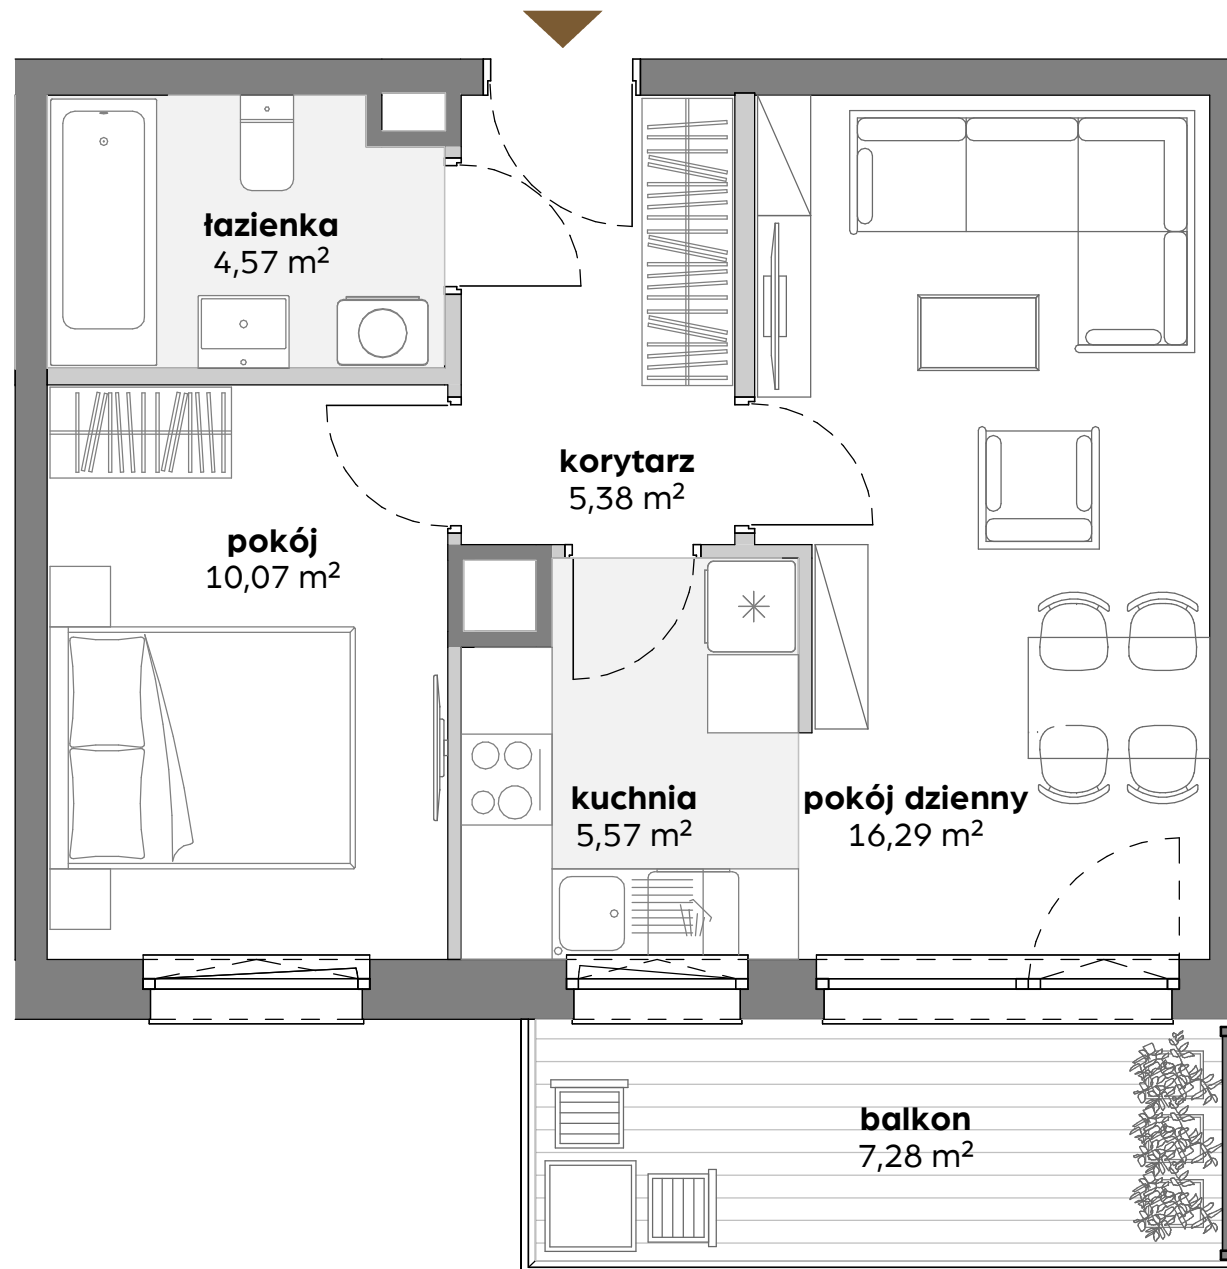 łazienka
4,57 m²
korytarz
5,38 m²
pokój
10,07 m²
kuchnia
5,57 m²
pokój dzienny
16,29 m²
balkon
7,28 m²